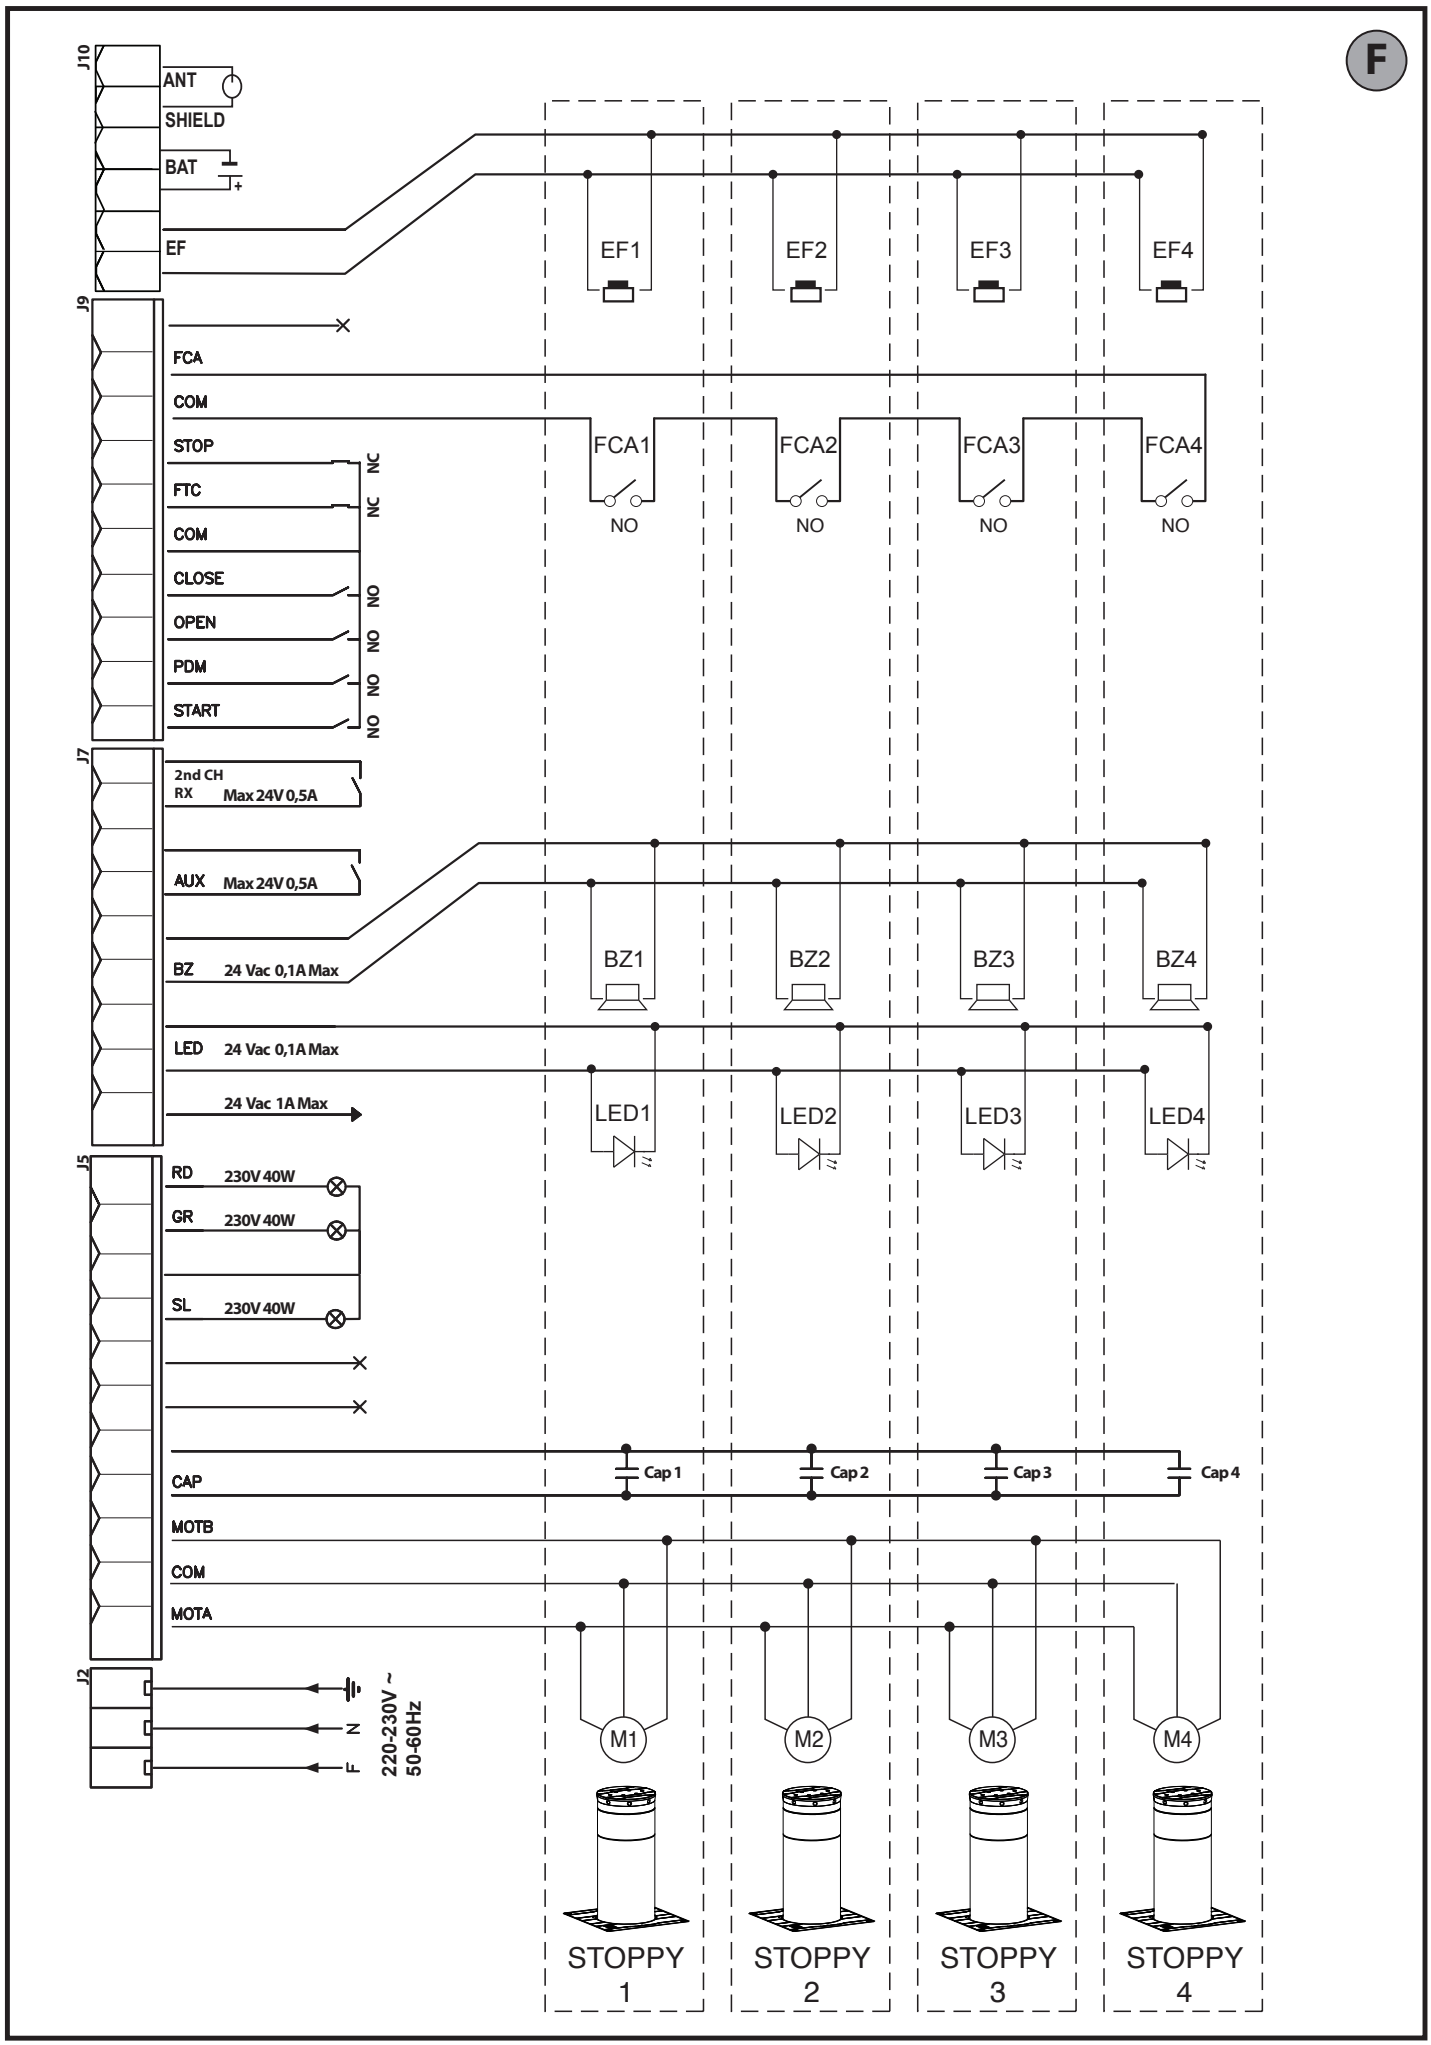 F
J10
ANT
SHIELD
BAT
+
EF
EF1 EF2 EF3 EF4
J9
FCA
COM
STOP NC
FTC NC
COM
CLOSE NO
OPEN NO
PDM NO
START NO
FCA1 FCA2 FCA3 FCA4
NO NO NO NO
J7
2nd CH
RX Max 24V 0,5A
AUX Max 24V 0,5A
BZ 24 Vac 0,1A Max
BZ1 BZ2 BZ3 BZ4
LED 24 Vac 0,1A Max
24 Vac 1A Max
LED1 LED2 LED3 LED4
J5
RD 230V 40W
GR 230V 40W
SL 230V 40W
CAP
Cap 1 Cap 2 Cap 3 Cap 4
MOTB
COM
MOTA
J2
N
F
220-230V ~
50-60Hz
M1 M2 M3 M4
STOPPY STOPPY STOPPY STOPPY
1 2 3 4